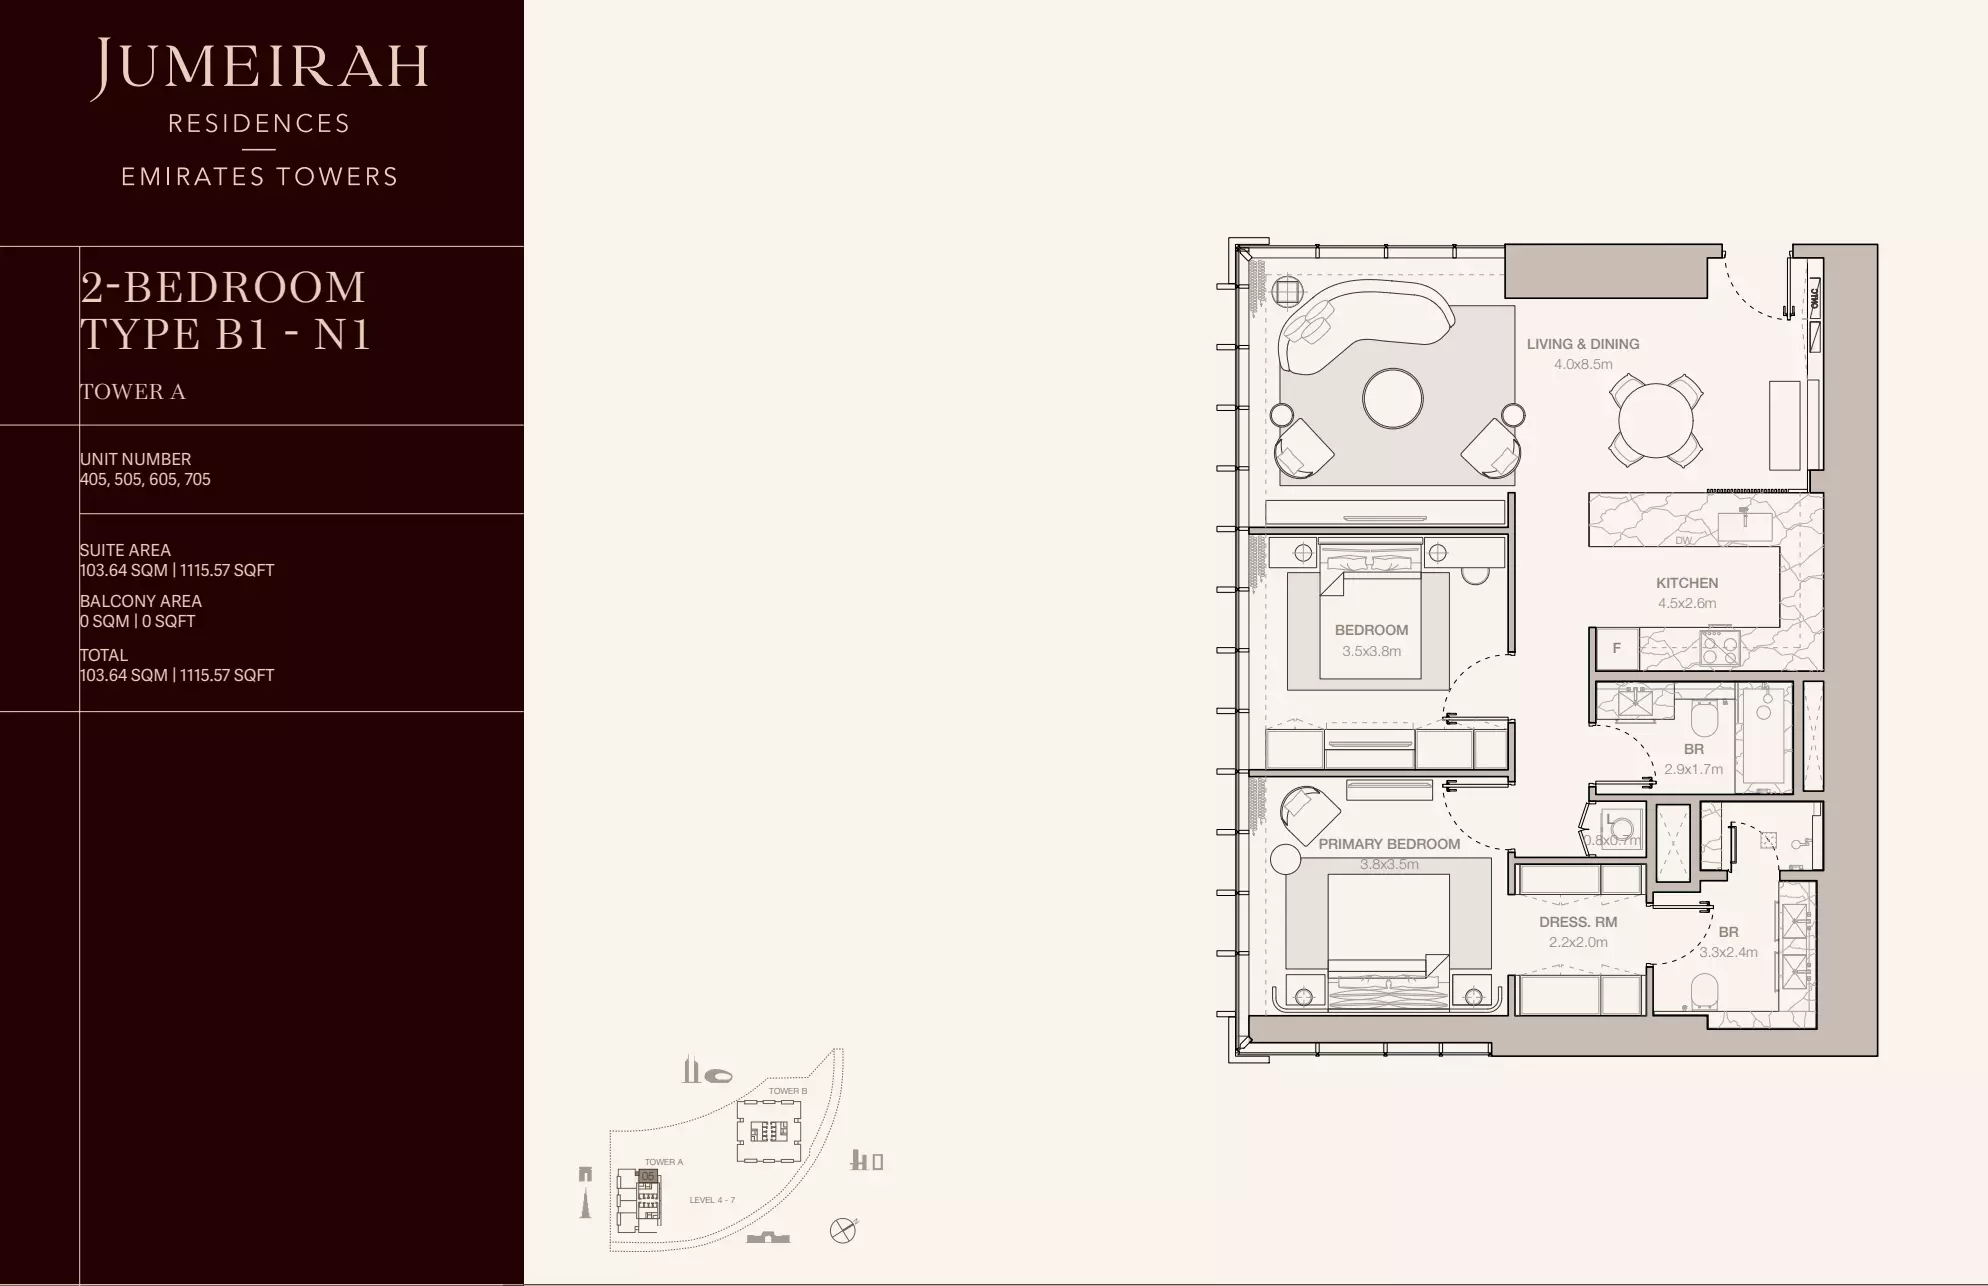 JUMEIRAH
RESIDENCES
EMIRATES TOWERS
2-BEDROOM
TYPE B1 - N1
TOWER A
UNIT NUMBER
405, 505, 605, 705
SUITE AREA
103.64 SQM | 1115.57 SQFT
BALCONY AREA
0 SQM | 0 SQFT
TOTAL
103.64 SQM | 1115.57 SQFT
LIVING & DINING
4.0x8.5m
DW
KITCHEN
4.5x2.6m
F
BEDROOM
3.5x3.8m
BR
2.9x1.7m
L
0.8x0.7m
PRIMARY BEDROOM
3.8x3.5m
DRESS. RM
2.2x2.0m
BR
3.3x2.4m
TOWER B
TOWER A
05
LEVEL 4 - 7
N